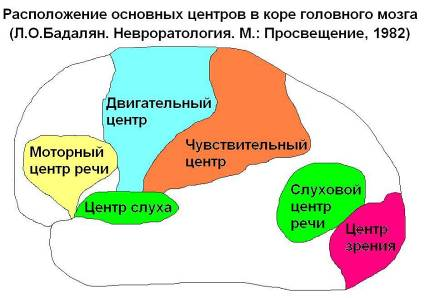 Расположение основных центров в коре головного мозга
(Л.О.Бадалян. Невроратология. М.: Просвещение, 1982)
Двигательный
центр
Чувствительный
центр
Моторный
центр речи
Центр слуха
Слуховой
центр
речи
Центр
зрения